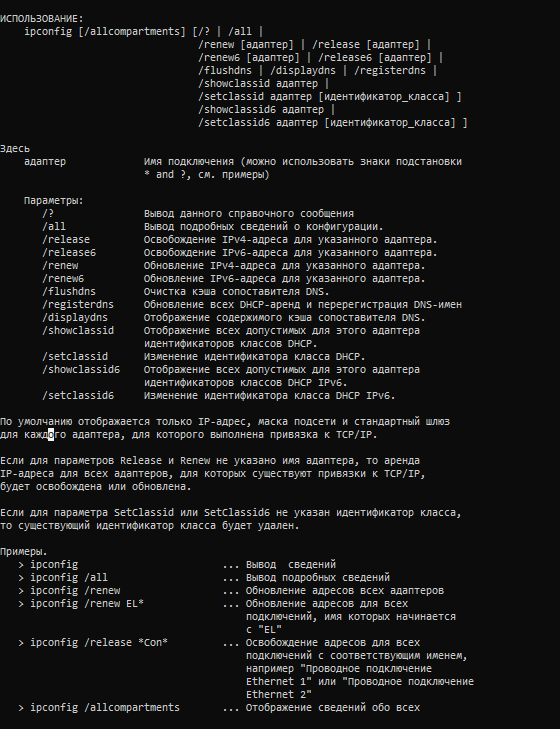 ИСПОЛЬЗОВАНИЕ:
ipconfig [/allcompartments] [/? | /all |
/renew [адаптер] | /release [адаптер] |
/renew6 [адаптер] | /release6 [адаптер] |
/flushdns | /displaydns | /registerdns |
/showclassid адаптер |
/setclassid адаптер [идентификатор_класса] ]
/showclassid6 адаптер |
/setclassid6 адаптер [идентификатор_класса] ]
Здесь
адаптер Имя подключения (можно использовать знаки подстановки
* and ?, см. примеры)
Параметры:
/? Вывод данного справочного сообщения
/all Вывод подробных сведений о конфигурации.
/release Освобождение IPv4-адреса для указанного адаптера.
/release6 Освобождение IPv6-адреса для указанного адаптера.
/renew Обновление IPv4-адреса для указанного адаптера.
/renew6 Обновление IPv6-адреса для указанного адаптера.
/flushdns Очистка кэша сопоставителя DNS.
/registerdns Обновление всех DHCP-аренд и перерегистрация DNS-имен
/displaydns Отображение содержимого кэша сопоставителя DNS.
/showclassid Отображение всех допустимых для этого адаптера
идентификаторов классов DHCP.
/setclassid Изменение идентификатора класса DHCP.
/showclassid6 Отображение всех допустимых для этого адаптера
идентификаторов классов DHCP IPv6.
/setclassid6 Изменение идентификатора класса DHCP IPv6.
По умолчанию отображается только IP-адрес, маска подсети и стандартный шлюз
для каждого адаптера, для которого выполнена привязка к TCP/IP.
Если для параметров Release и Renew не указано имя адаптера, то аренда
IP-адреса для всех адаптеров, для которых существуют привязки к TCP/IP,
будет освобождена или обновлена.
Если для параметра SetClassid или SetClassid6 не указан идентификатор класса,
то существующий идентификатор класса будет удален.
Примеры.
> ipconfig ... Вывод  сведений
> ipconfig /all ... Вывод подробных сведений
> ipconfig /renew ... Обновление адресов всех адаптеров
> ipconfig /renew EL* ... Обновление адресов для всех
подключений, имя которых начинается
с "EL"
> ipconfig /release *Con* ... Освобождение адресов для всех
подключений с соответствующим именем,
например "Проводное подключение
Ethernet 1" или "Проводное подключение
Ethernet 2"
> ipconfig /allcompartments ... Отображение сведений обо всех